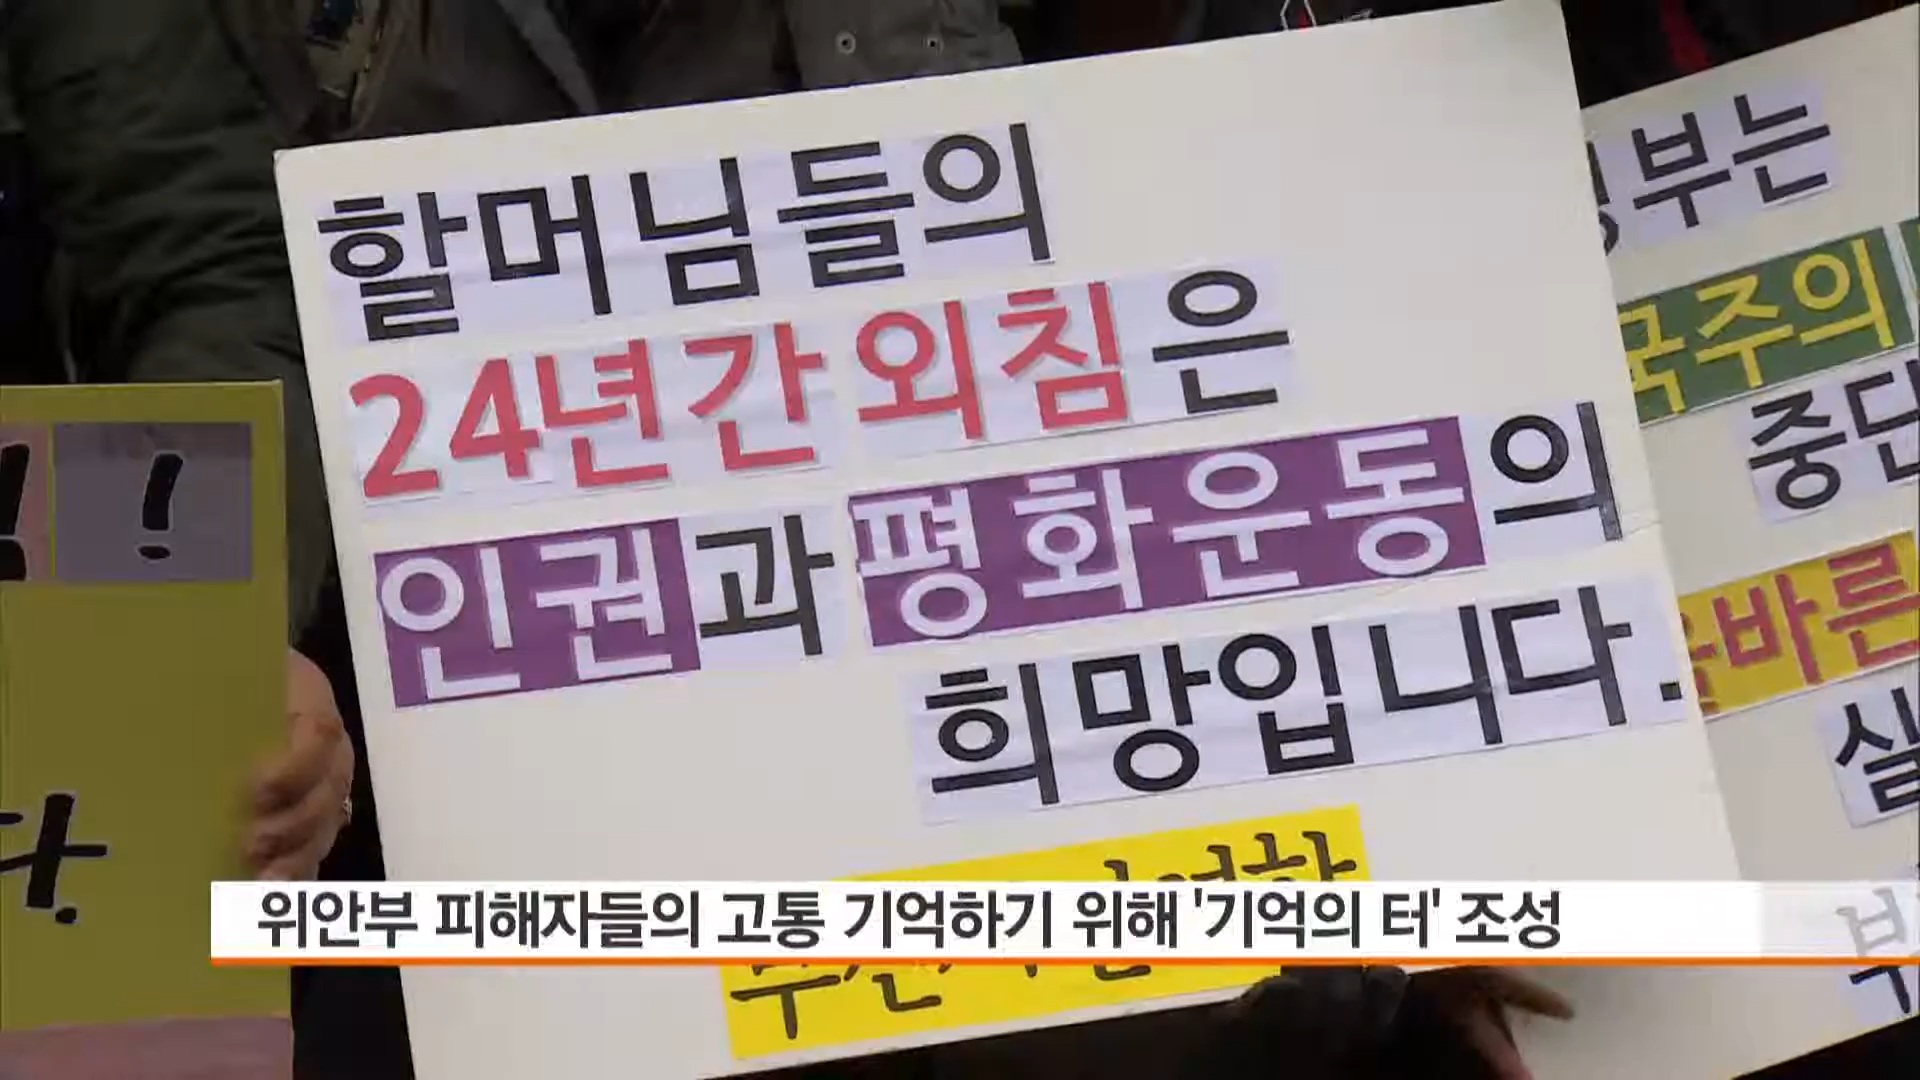 할머님들의
24년간 외침은
인권과 평화운동의
희망입니다.
부는
국주의
중단
바른
실
위안부 피해자들의 고통 기억하기 위해 '기억의 터' 조성
!!
다.